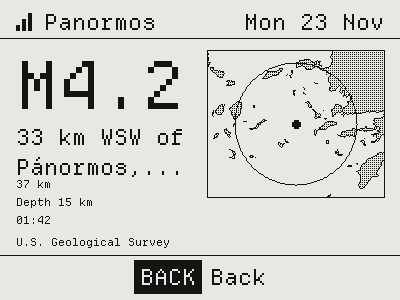 Panormos
Mon 23 Nov
M4.2
33 km WSW of
Pánormos,...
37 km
Depth 15 km
01:42
U.S. Geological Survey
BACK Back